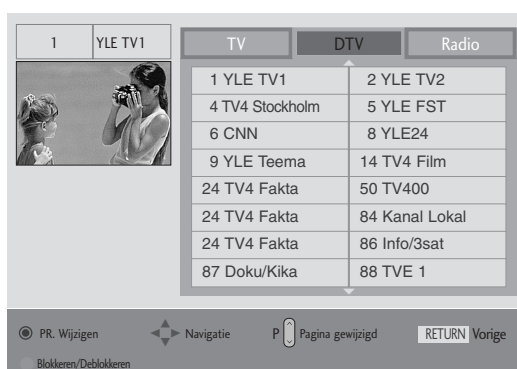 1 YLE TV1
TV DTV Radio
1 YLE TV1 2 YLE TV2
4 TV4 Stockholm 5 YLE FST
6 CNN 8 YLE24
9 YLE Teema 14 TV4 Film
24 TV4 Fakta 50 TV400
24 TV4 Fakta 84 Kanal Lokal
24 TV4 Fakta 86 Info/3sat
87 Doku/Kika 88 TVE 1
PR. Wijzigen Navigatie P Pagina gewijzigd RETURN Vorige
Blokkeren/Deblokkeren